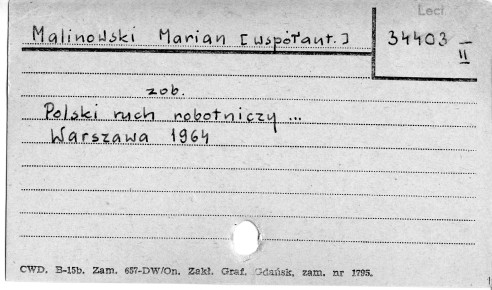 Lect
Malinowski Marian [współaut.] 34403 —
II
zob.
Polski ruch robotniczy ...
Warszawa 1964
CWD. B-15b. Zam. 657-DW/On. Zakł. Graf. Gdańsk, zam. nr 1795.